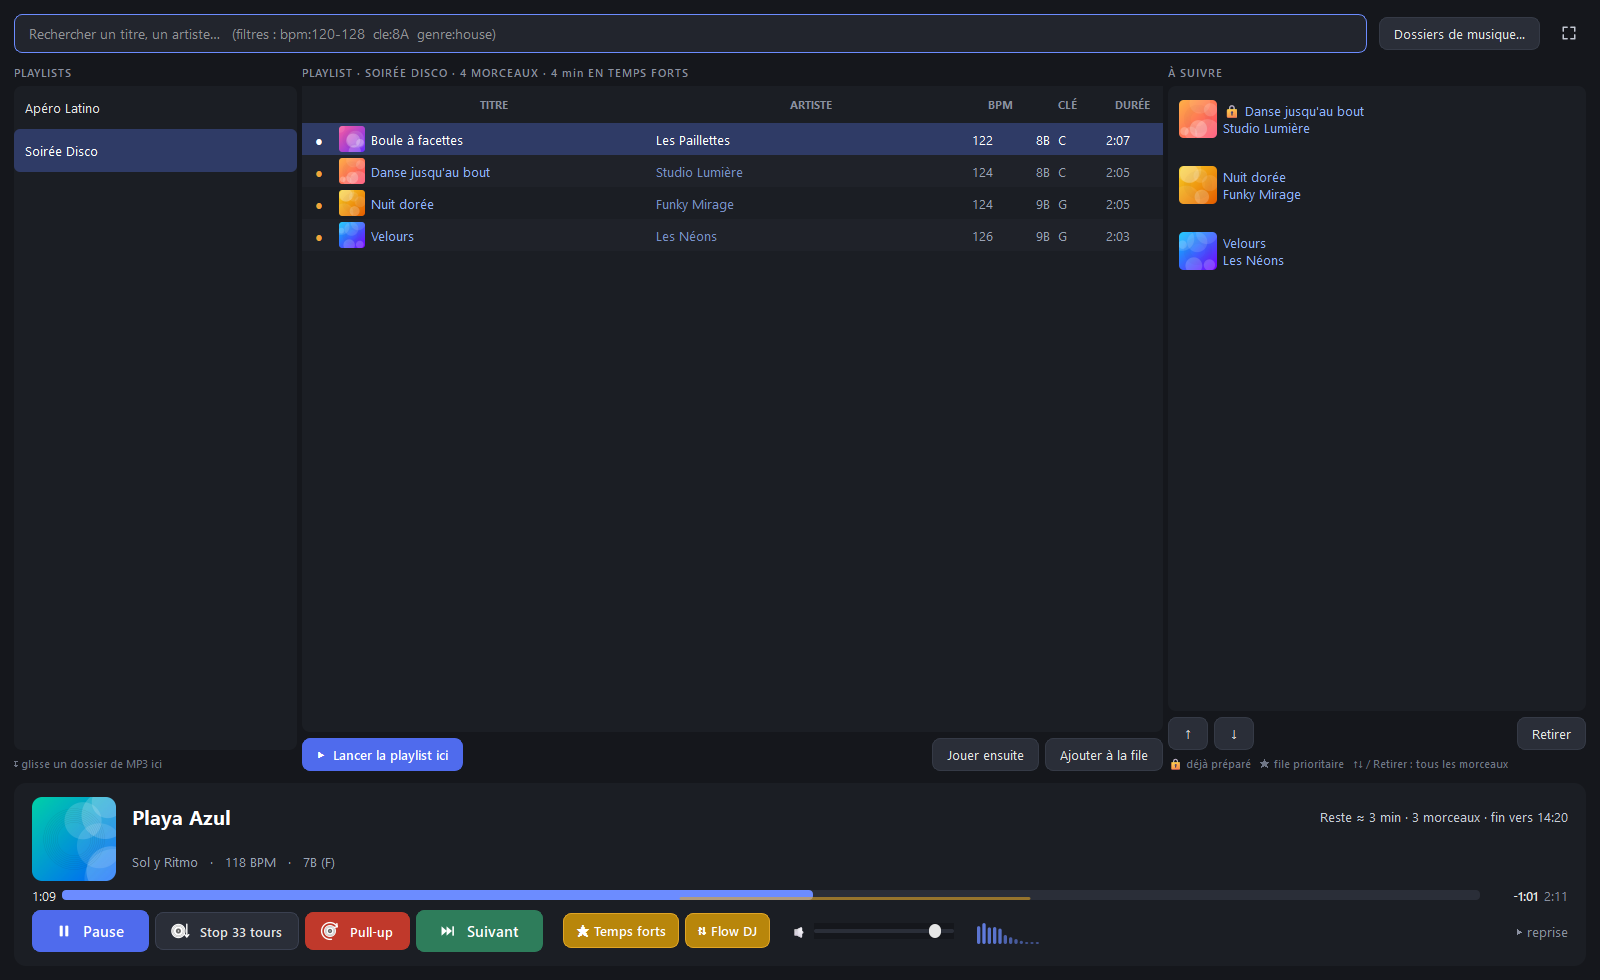 Rechercher un titre, un artiste... (filtres : bpm:120-128 cle:8A genre:house)
Dossiers de musique...
PLAYLISTS
Apéro Latino
Soirée Disco
glisse un dossier de MP3 ici
PLAYLIST · SOIRÉE DISCO · 4 MORCEAUX · 4 min EN TEMPS FORTS
TITRE ARTISTE BPM CLÉ DURÉE
Boule à facettes Les Paillettes 122 8B C 2:07
Danse jusqu'au bout Studio Lumière 124 8B C 2:05
Nuit dorée Funky Mirage 124 9B G 2:05
Velours Les Néons 126 9B G 2:03
Lancer la playlist ici
Jouer ensuite
Ajouter à la file
À SUIVRE
🔒 Danse jusqu'au bout
Studio Lumière
Nuit dorée
Funky Mirage
Velours
Les Néons
↑ ↓ Retirer
🔒 déjà préparé ★ file prioritaire ↑↓ / Retirer : tous les morceaux
Playa Azul
Sol y Ritmo · 118 BPM · 7B (F)
Reste ≈ 3 min · 3 morceaux · fin vers 14:20
1:09 -1:01 2:11
Pause
Stop 33 tours
Pull-up
Suivant
★ Temps forts
⇅ Flow DJ
▸ reprise